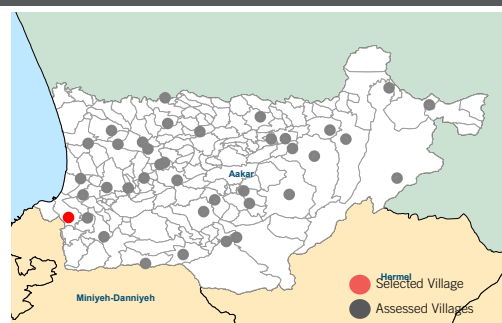 Aakar
Hermel
Selected Village
Miniyeh-Danniyeh
Assessed Villages